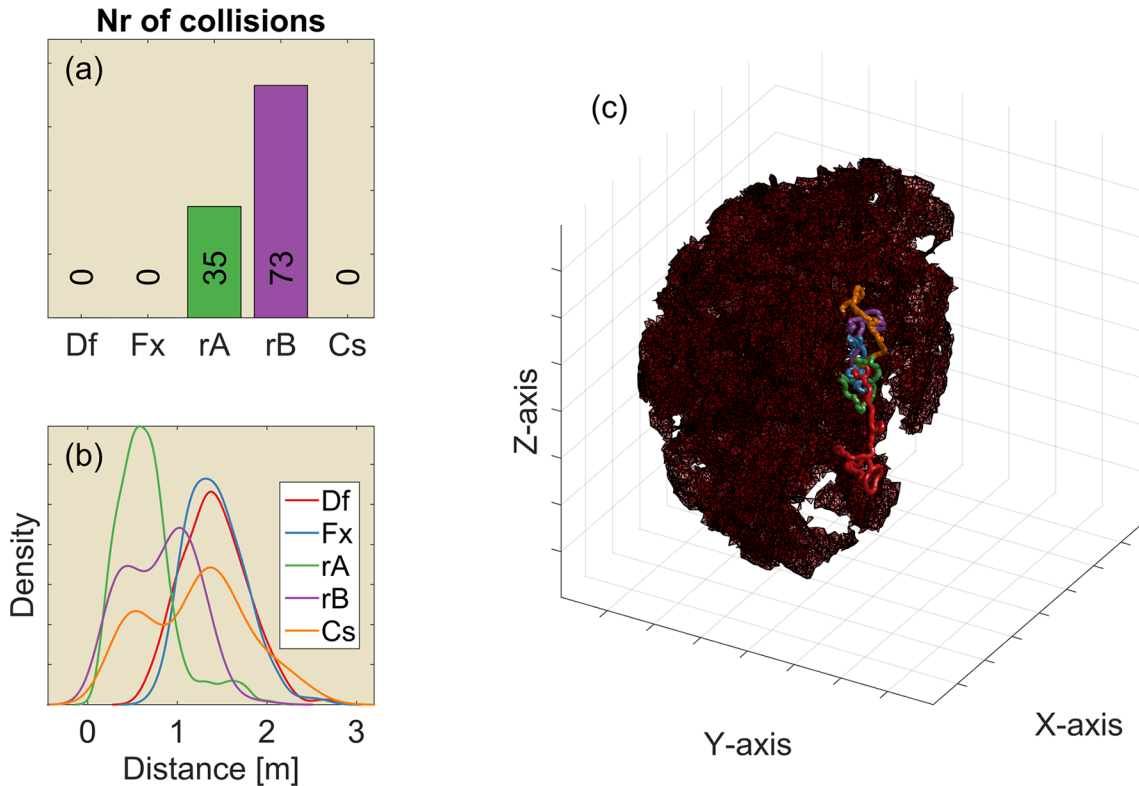 Nr of collisions
(a)
0
0
35
73
0
Df
Fx
rA
rB
Cs
(b)
Density
Df
Fx
rA
rB
Cs
0
1
2
3
Distance [m]
(c)
Z-axis
Y-axis
X-axis